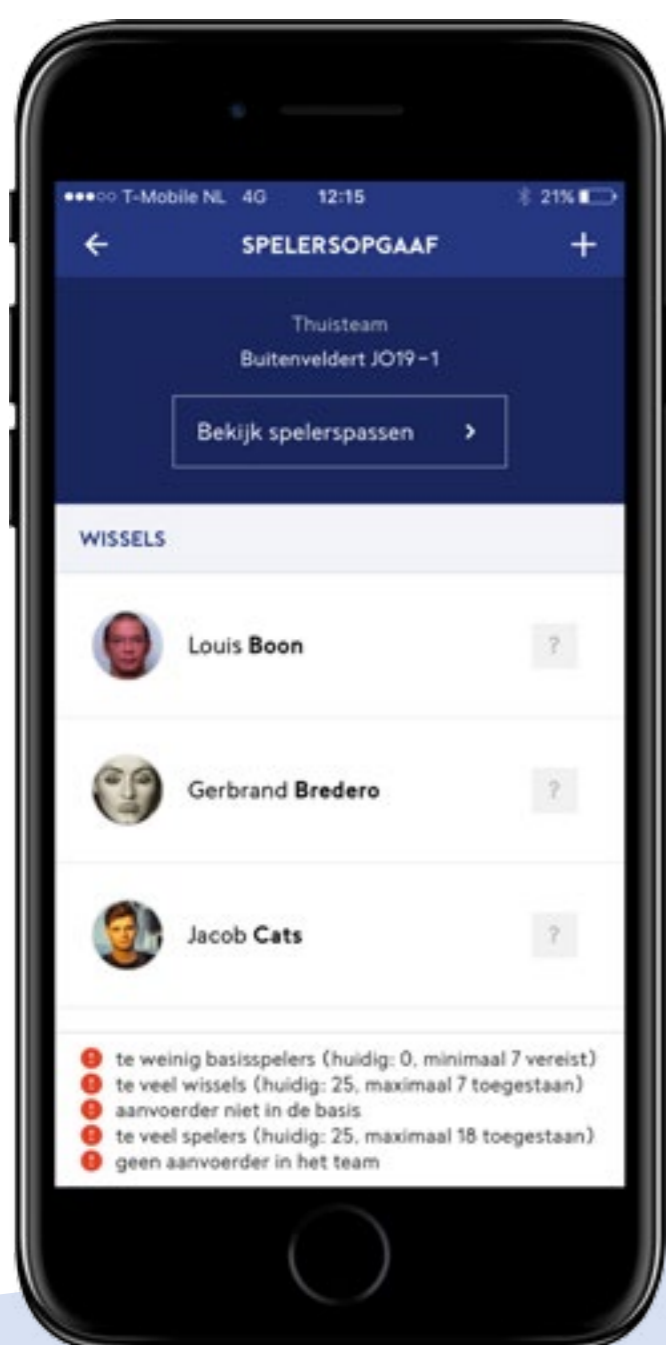 T-Mobile NL 4G 12:15 21%
SPELERSOPGAAF
Thuisteam
Buitenveldert JO19-1
Bekijk spelerspassen
WISSELS
Louis Boon ?
Gerbrand Bredero ?
Jacob Cats ?
te weinig basisspelers (huidig: 0, minimaal 7 vereist)
te veel wissels (huidig: 25, maximaal 7 toegestaan)
aanvoerder niet in de basis
te veel spelers (huidig: 25, maximaal 18 toegestaan)
geen aanvoerder in het team